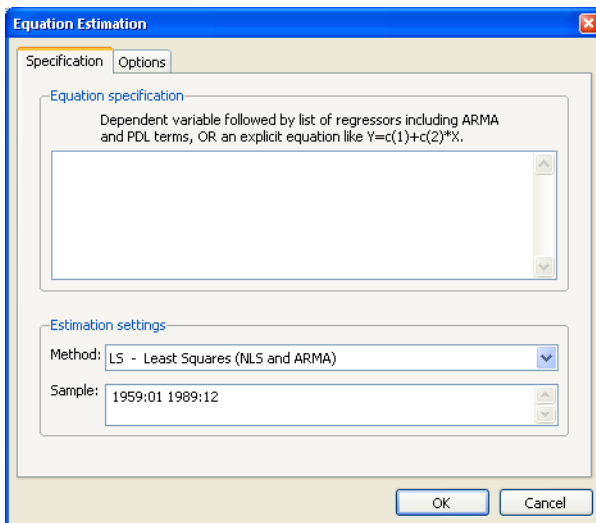 Equation Estimation
Specification Options
Equation specification
Dependent variable followed by list of regressors including ARMA
and PDL terms, OR an explicit equation like Y=c(1)+c(2)*X.
Estimation settings
Method: LS - Least Squares (NLS and ARMA)
Sample: 1959:01 1989:12
OK Cancel